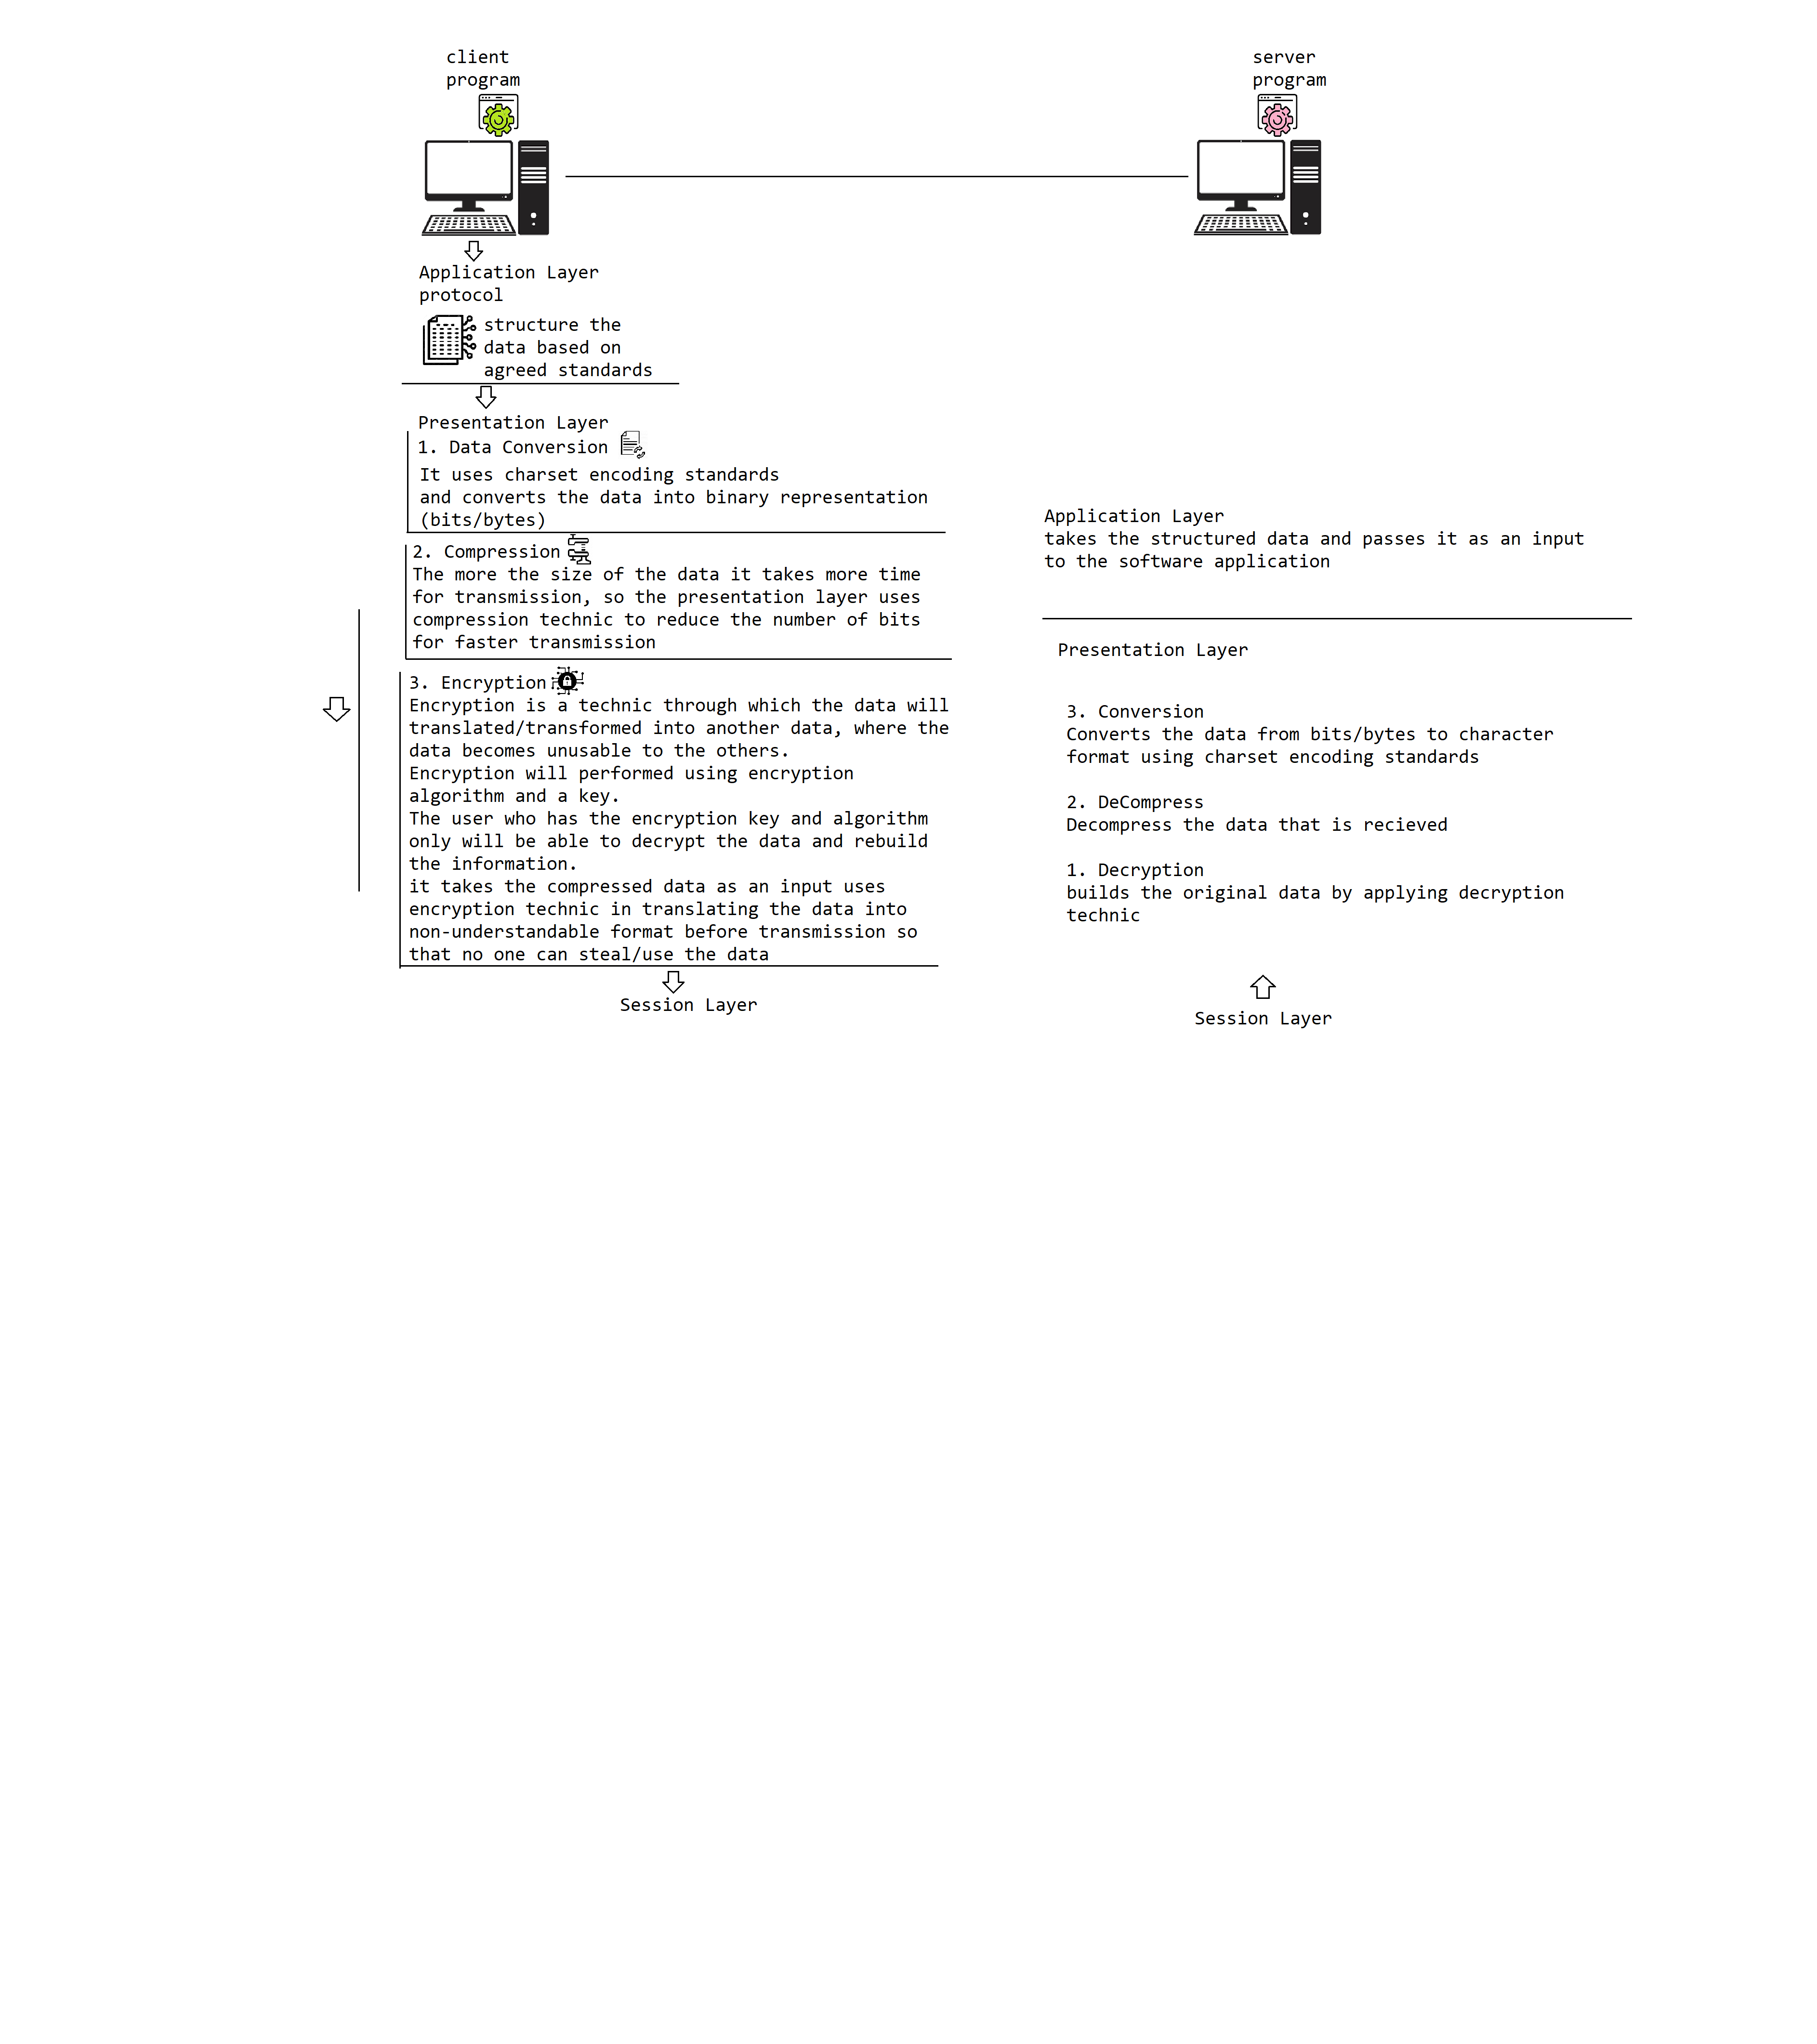 client
program
server
program
Application Layer
protocol
structure the
data based on
agreed standards
Presentation Layer
1. Data Conversion
It uses charset encoding standards
and converts the data into binary representation
(bits/bytes)
2. Compression
The more the size of the data it takes more time
for transmission, so the presentation layer uses
compression technic to reduce the number of bits
for faster transmission
3. Encryption
Encryption is a technic through which the data will
translated/transformed into another data, where the
data becomes unusable to the others.
Encryption will performed using encryption
algorithm and a key.
The user who has the encryption key and algorithm
only will be able to decrypt the data and rebuild
the information.
it takes the compressed data as an input uses
encryption technic in translating the data into
non-understandable format before transmission so
that no one can steal/use the data
Session Layer
Application Layer
takes the structured data and passes it as an input
to the software application
Presentation Layer
3. Conversion
Converts the data from bits/bytes to character
format using charset encoding standards
2. DeCompress
Decompress the data that is recieved
1. Decryption
builds the original data by applying decryption
technic
Session Layer